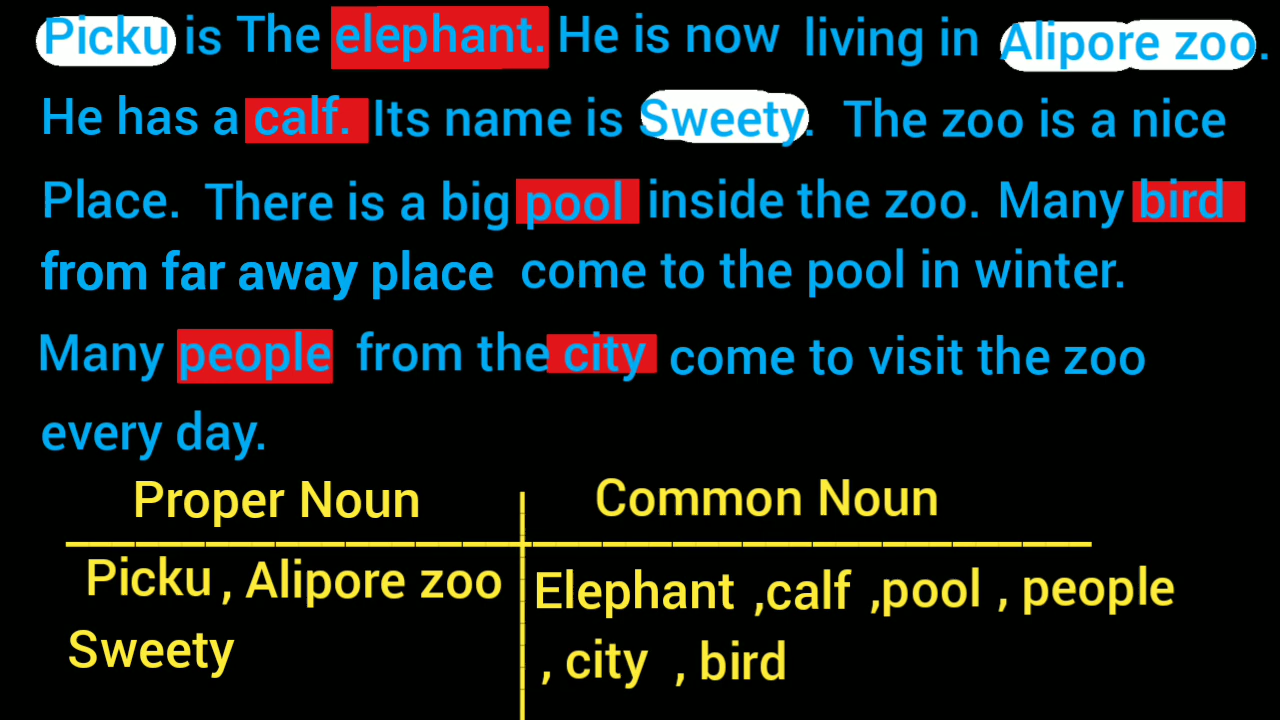 Picku is The elephant. He is now living in Alipore zoo.
He has a calf. Its name is Sweety. The zoo is a nice
Place. There is a big pool inside the zoo. Many bird
from far away place come to the pool in winter.
Many people from the city come to visit the zoo
every day.
Proper Noun Common Noun
Picku , Alipore zoo Elephant ,calf ,pool , people
Sweety , city , bird